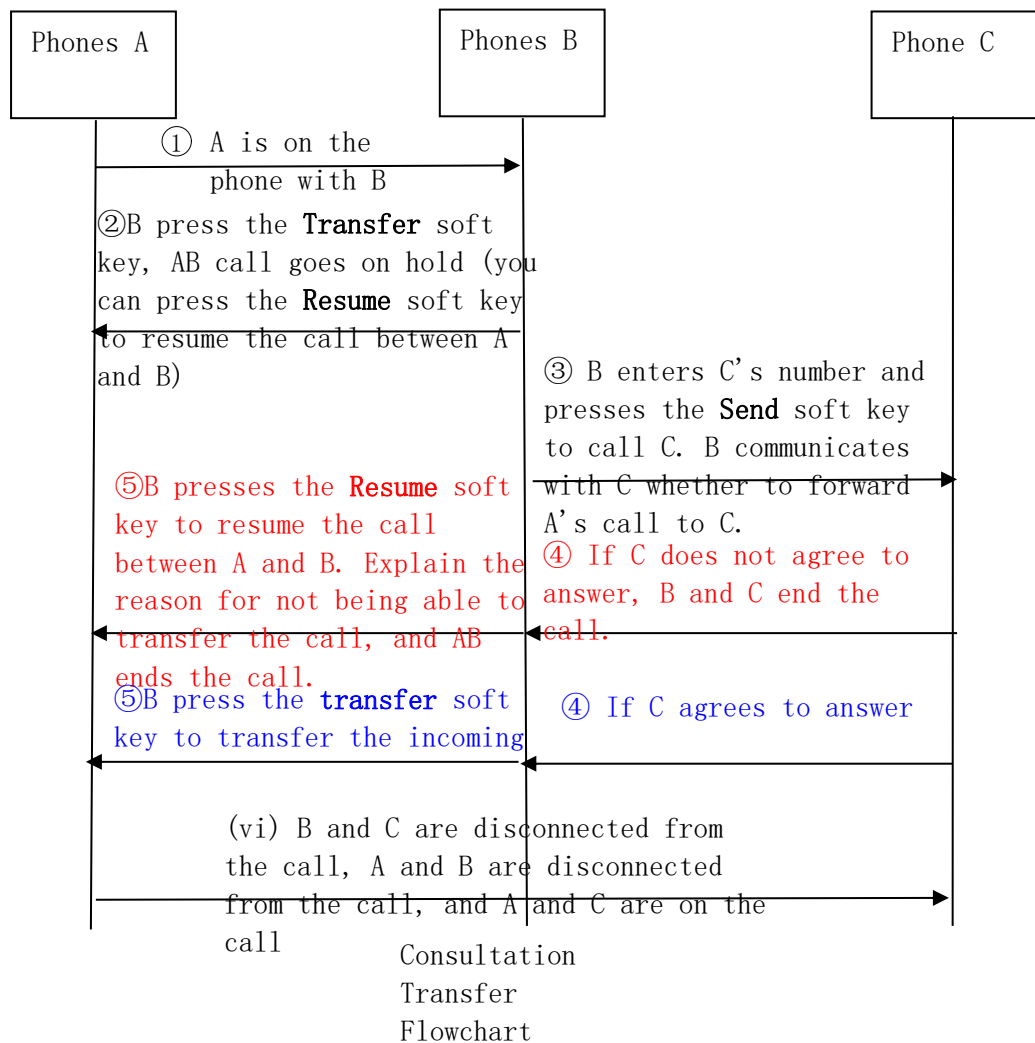 Phones A
Phones B
Phone C
① A is on the
phone with B
②B press the Transfer soft
key, AB call goes on hold (you
can press the Resume soft key
to resume the call between A
and B)
③ B enters C's number and
presses the Send soft key
to call C. B communicates
with C whether to forward
A's call to C.
④ If C does not agree to
answer, B and C end the
call.
⑤B presses the Resume soft
key to resume the call
between A and B. Explain the
reason for not being able to
transfer the call, and AB
ends the call.
④ If C agrees to answer
⑤B press the transfer soft
key to transfer the incoming
(vi) B and C are disconnected from
the call, A and B are disconnected
from the call, and A and C are on the
call
Consultation
Transfer
Flowchart